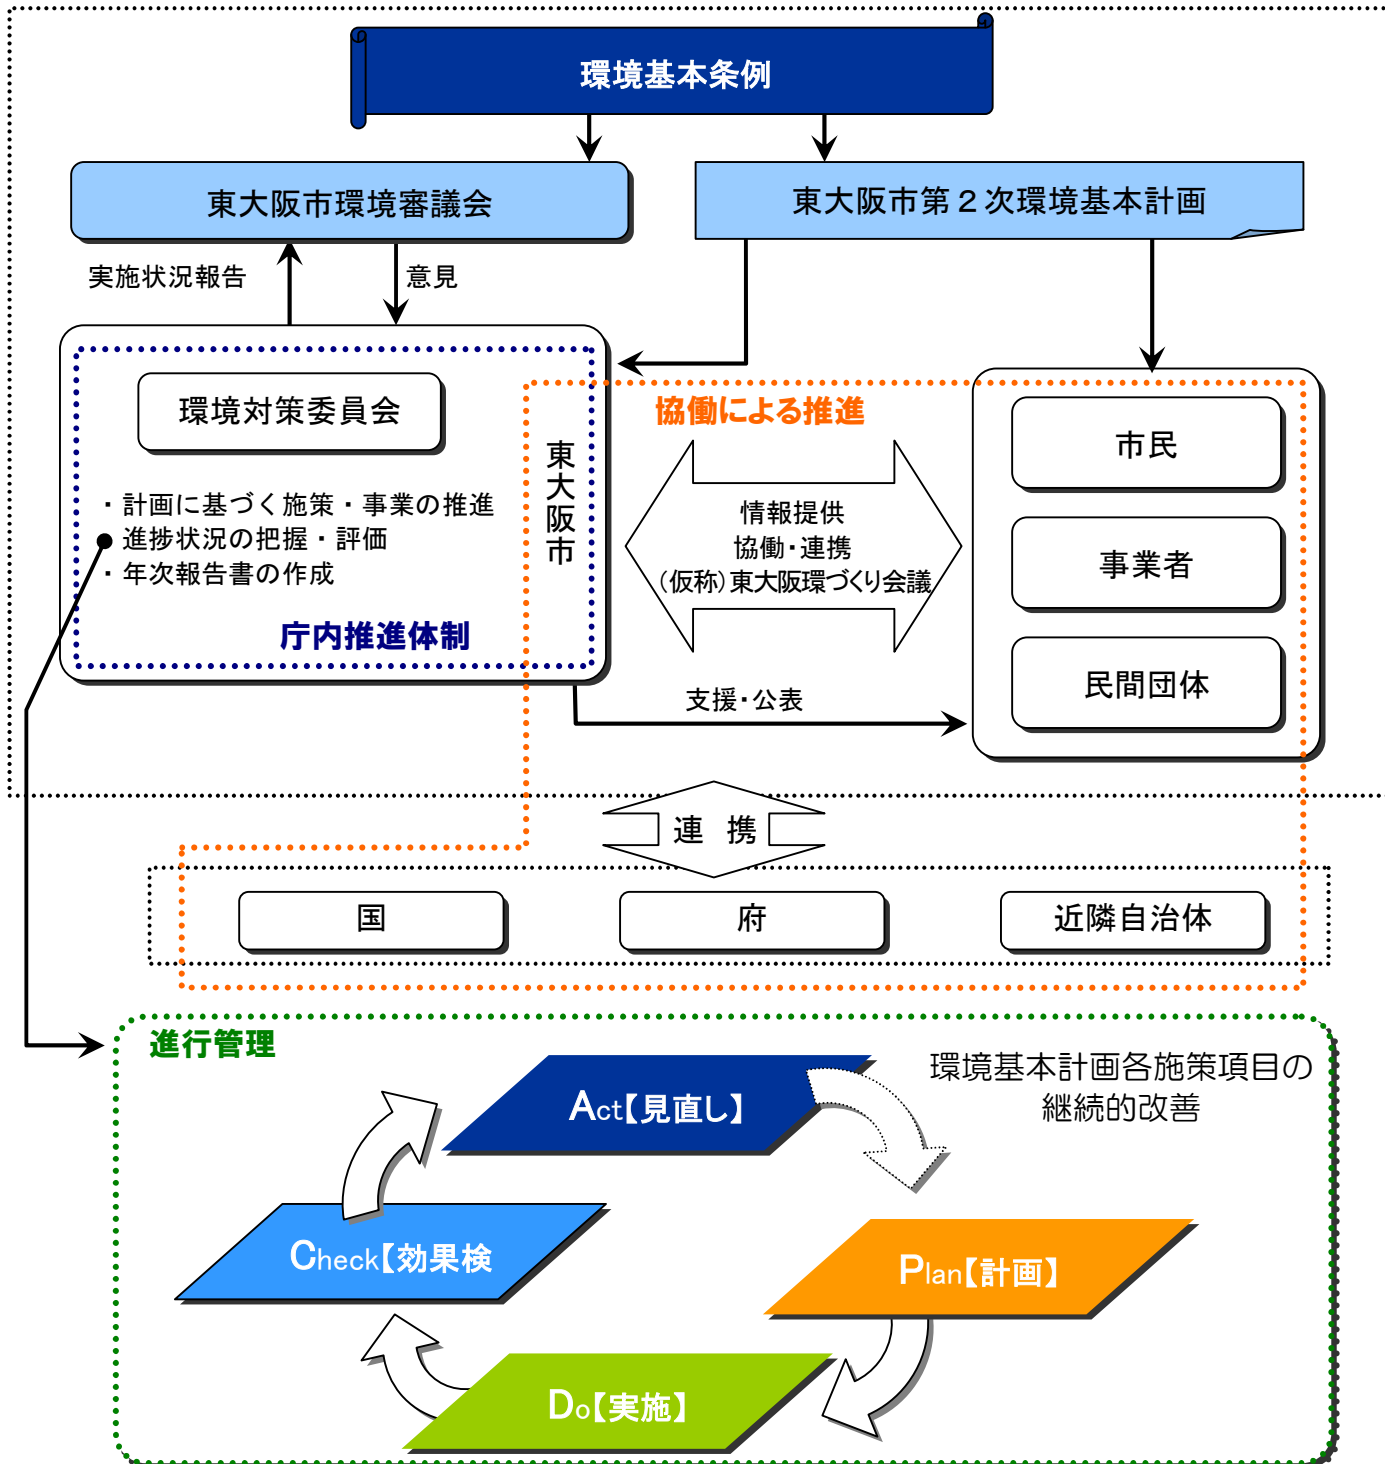 環境基本条例
東大阪市環境審議会
東大阪市第2次環境基本計画
実施状況報告
意見
環境対策委員会
・計画に基づく施策・事業の推進
進捗状況の把握・評価
・年次報告書の作成
庁内推進体制
東大阪市
協働による推進
情報提供
協働・連携
(仮称)東大阪環づくり会議
市民
事業者
民間団体
支援・公表
連 携
国
府
近隣自治体
進行管理
環境基本計画各施策項目の
継続的改善
Act【見直し】
Check【効果検
Plan【計画】
Do【実施】